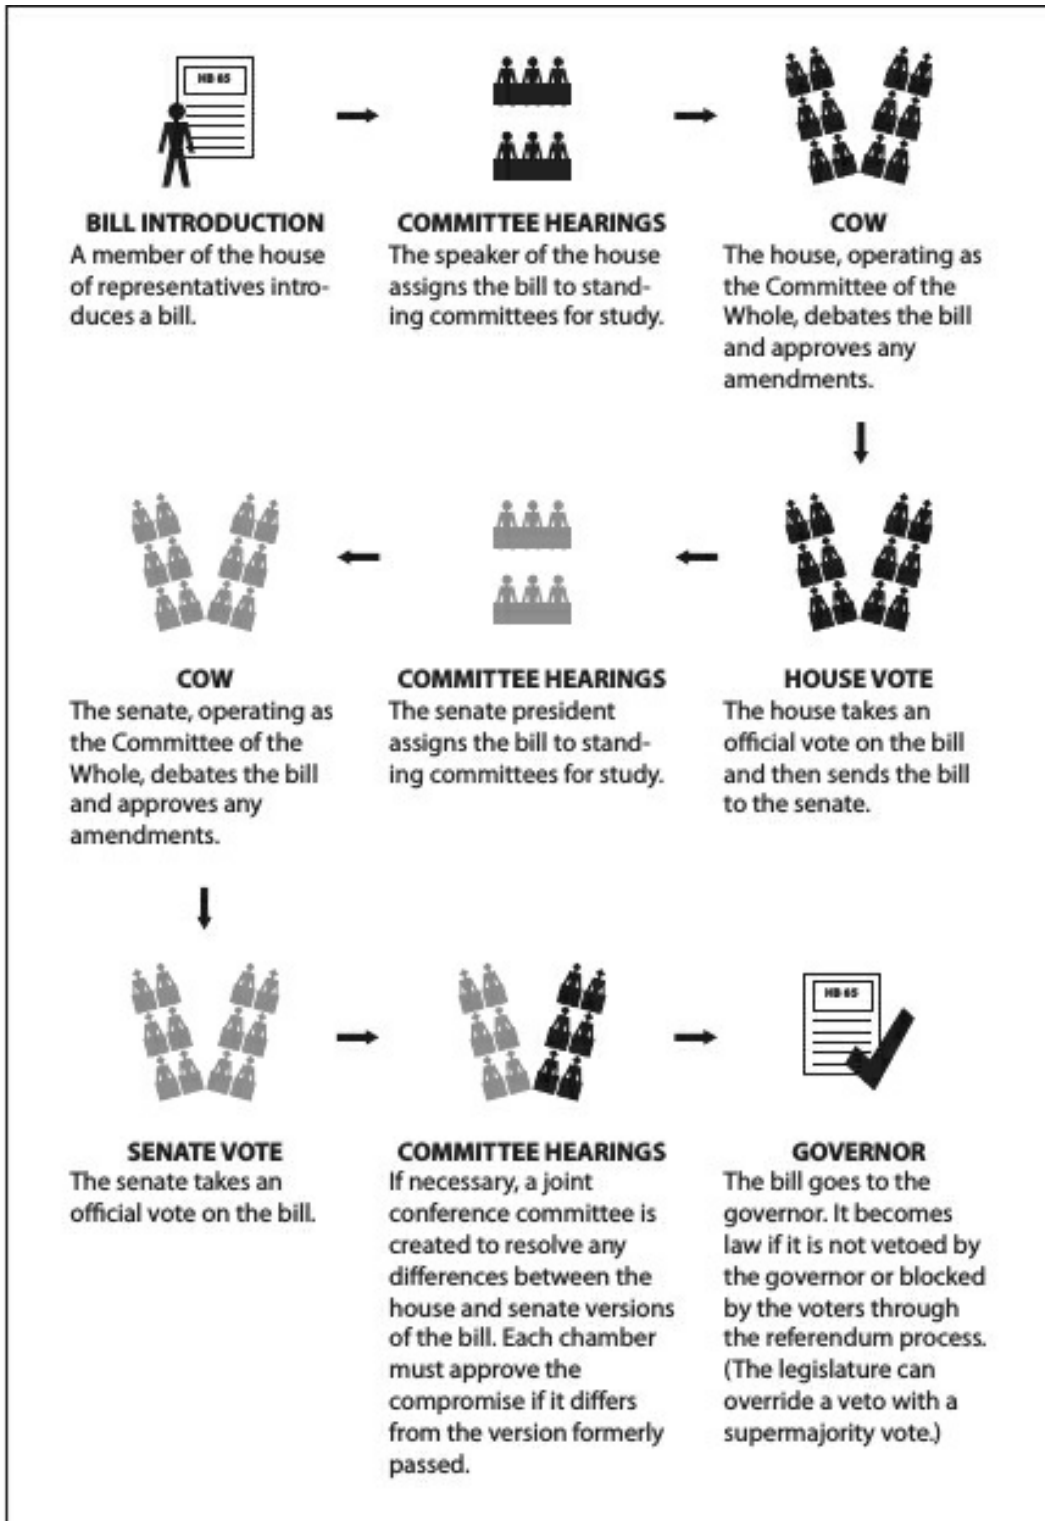 HB 65
BILL INTRODUCTION
A member of the house
of representatives intro-
duces a bill.
COMMITTEE HEARINGS
The speaker of the house
assigns the bill to stand-
ing committees for study.
COW
The house, operating as
the Committee of the
Whole, debates the bill
and approves any
amendments.
HOUSE VOTE
The house takes an
official vote on the bill
and then sends the bill
to the senate.
COMMITTEE HEARINGS
The senate president
assigns the bill to stand-
ing committees for study.
COW
The senate, operating as
the Committee of the
Whole, debates the bill
and approves any
amendments.
SENATE VOTE
The senate takes an
official vote on the bill.
COMMITTEE HEARINGS
If necessary, a joint
conference committee is
created to resolve any
differences between the
house and senate versions
of the bill. Each chamber
must approve the
compromise if it differs
from the version formerly
passed.
HB 65
GOVERNOR
The bill goes to the
governor. It becomes
law if it is not vetoed by
the governor or blocked
by the voters through
the referendum process.
(The legislature can
override a veto with a
supermajority vote.)